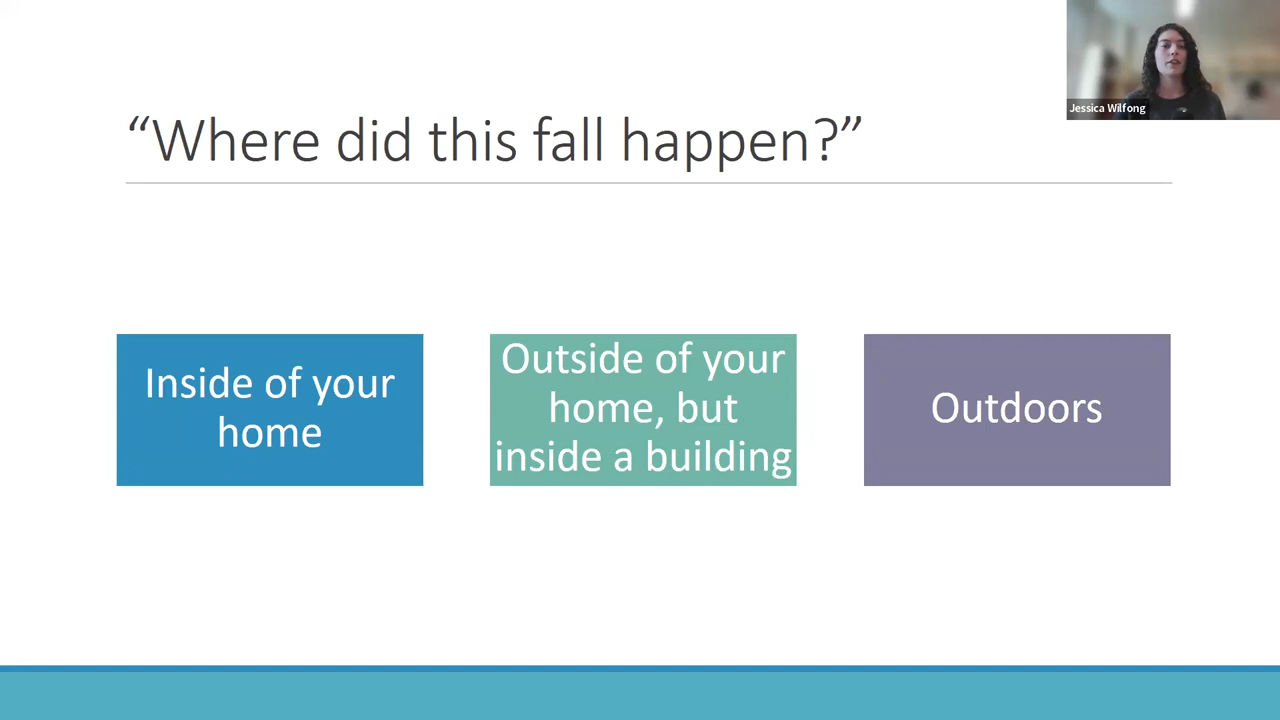 Jessica Wilfong
“Where did this fall happen?”
Inside of your
home
Outside of your
home, but
inside a building
Outdoors